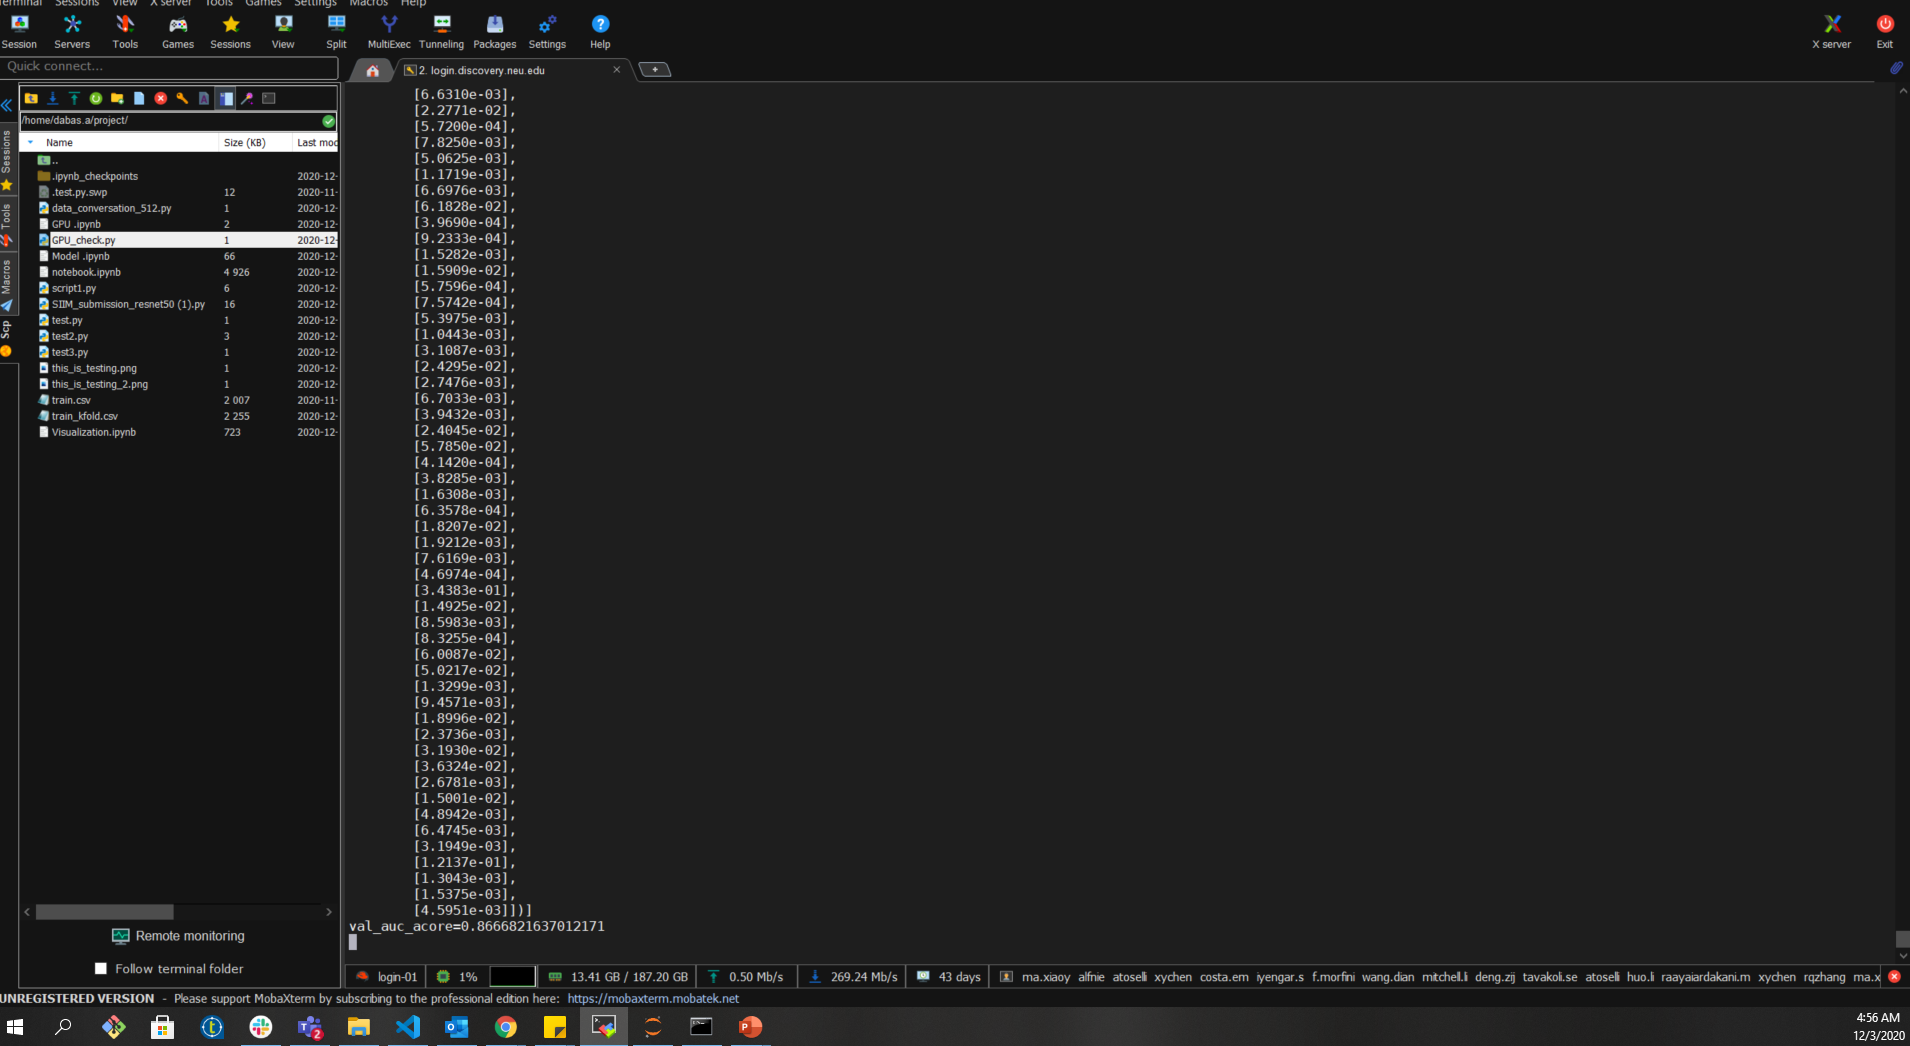 Terminal Sessions View X server Tools Games Settings Macros Help
Session Servers Tools Games Sessions View Split MultiExec Tunneling Packages Settings Help X server Exit
Quick connect...
2. login.discovery.neu.edu
/home/dabas.a/project/
Name Size (KB) Last mod
..
.ipynb_checkpoints 2020-12-
.test.py.swp 12 2020-11-
data_conversation_512.py 1 2020-12-
GPU .ipynb 2 2020-12-
GPU_check.py 1 2020-12-
Model .ipynb 66 2020-12-
notebook.ipynb 4 926 2020-12-
script1.py 6 2020-12-
SIIM_submission_resnet50 (1).py 16 2020-12-
test.py 1 2020-12-
test2.py 3 2020-12-
test3.py 1 2020-12-
this_is_testing.png 1 2020-12-
this_is_testing_2.png 1 2020-12-
train.csv 2 007 2020-11-
train_kfold.csv 2 255 2020-12-
Visualization.ipynb 723 2020-12-
Sessions
Tools
Macros
Scp
Remote monitoring
Follow terminal folder
[6.6310e-03],
[2.2771e-02],
[5.7200e-04],
[7.8250e-03],
[5.0625e-03],
[1.1719e-03],
[6.6976e-03],
[6.1828e-02],
[3.9690e-04],
[9.2333e-04],
[1.5282e-03],
[1.5909e-02],
[5.7596e-04],
[7.5742e-04],
[5.3975e-03],
[1.0443e-03],
[3.1087e-03],
[2.4295e-02],
[2.7476e-03],
[6.7033e-03],
[3.9432e-03],
[2.4045e-02],
[5.7850e-02],
[4.1420e-04],
[3.8285e-03],
[1.6308e-03],
[6.3578e-04],
[1.8207e-02],
[1.9212e-03],
[7.6169e-03],
[4.6974e-04],
[3.4383e-01],
[1.4925e-02],
[8.5983e-03],
[8.3255e-04],
[6.0087e-02],
[5.0217e-02],
[1.3299e-03],
[9.4571e-03],
[1.8996e-02],
[2.3736e-03],
[3.1930e-02],
[3.6324e-02],
[2.6781e-03],
[1.5001e-02],
[4.8942e-03],
[6.4745e-03],
[3.1949e-03],
[1.2137e-01],
[1.3043e-03],
[1.5375e-03],
[4.5951e-03]])]
val_auc_acore=0.8666821637012171
login-01 1% 13.41 GB / 187.20 GB 0.50 Mb/s 269.24 Mb/s 43 days ma.xiaoy alfnie atoselli xychen costa.em iyengar.s f.morfini wang.dian mitchell.li deng.zij tavakoli.se atoselli huo.li raayaiardakani.m xychen rqzhang ma.x
UNREGISTERED VERSION - Please support MobaXterm by subscribing to the professional edition here: https://mobaxterm.mobatek.net
4:56 AM
12/3/2020